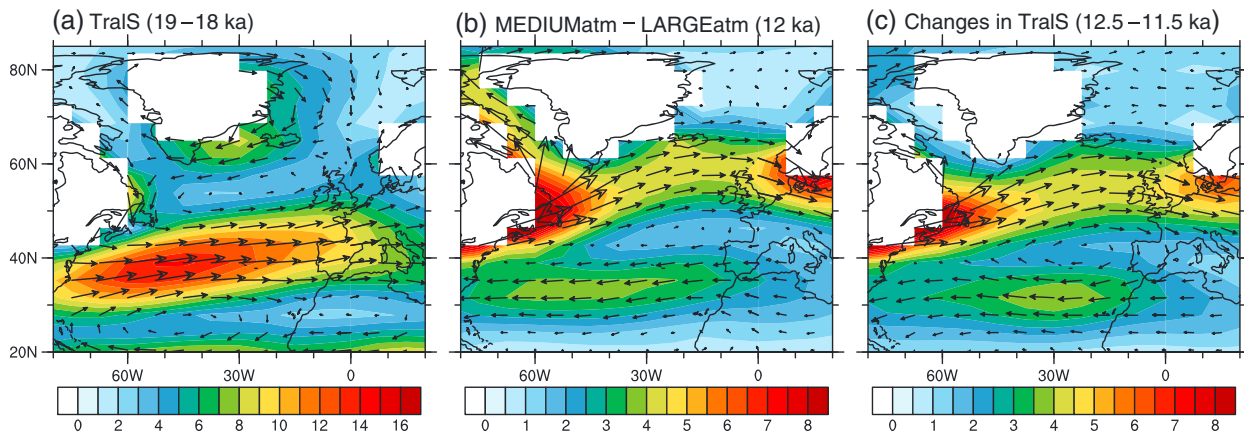 (a) TraIS (19–18 ka)
(b) MEDIUMatm – LARGEatm (12 ka)
(c) Changes in TraIS (12.5–11.5 ka)
80N
60N
40N
20N
60W 30W 0
60W 30W 0
60W 30W 0
0 2 4 6 8 10 12 14 16
0 1 2 3 4 5 6 7 8
0 1 2 3 4 5 6 7 8